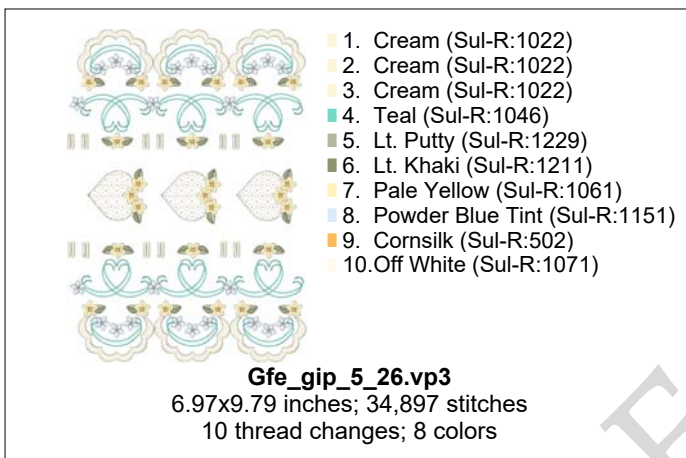 1. Cream (Sul-R:1022)
2. Cream (Sul-R:1022)
3. Cream (Sul-R:1022)
4. Teal (Sul-R:1046)
5. Lt. Putty (Sul-R:1229)
6. Lt. Khaki (Sul-R:1211)
7. Pale Yellow (Sul-R:1061)
8. Powder Blue Tint (Sul-R:1151)
9. Cornsilk (Sul-R:502)
10.Off White (Sul-R:1071)
Gfe_gip_5_26.vp3
6.97x9.79 inches; 34,897 stitches
10 thread changes; 8 colors